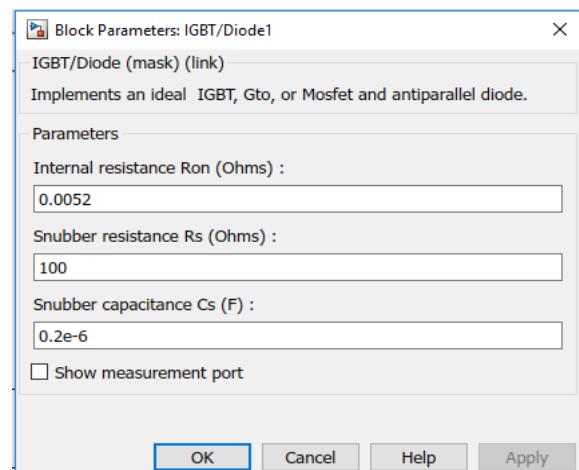 Block Parameters: IGBT/Diode1
IGBT/Diode (mask) (link)
Implements an ideal IGBT, Gto, or Mosfet and antiparallel diode.
Parameters
Internal resistance Ron (Ohms) :
0.0052
Snubber resistance Rs (Ohms) :
100
Snubber capacitance Cs (F) :
0.2e-6
Show measurement port
OK Cancel Help Apply